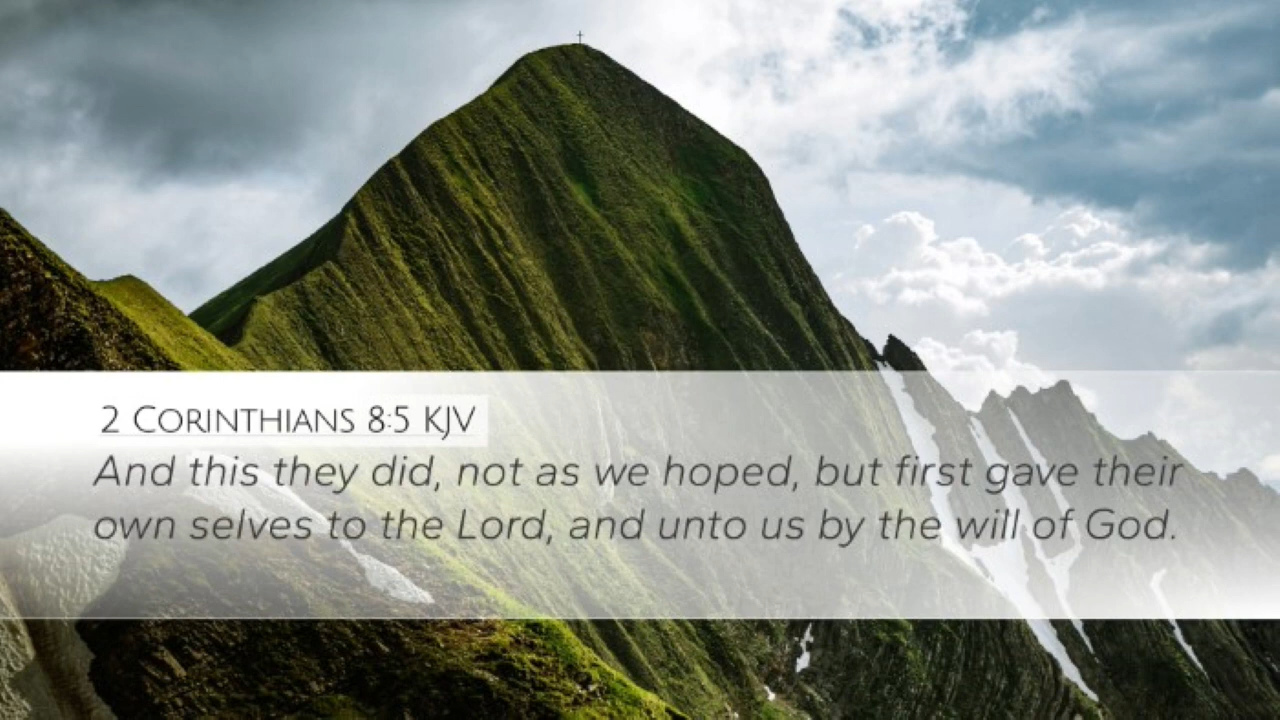 2 Corinthians 8:5 KJV
And this they did, not as we hoped, but first gave their
own selves to the Lord, and unto us by the will of God.